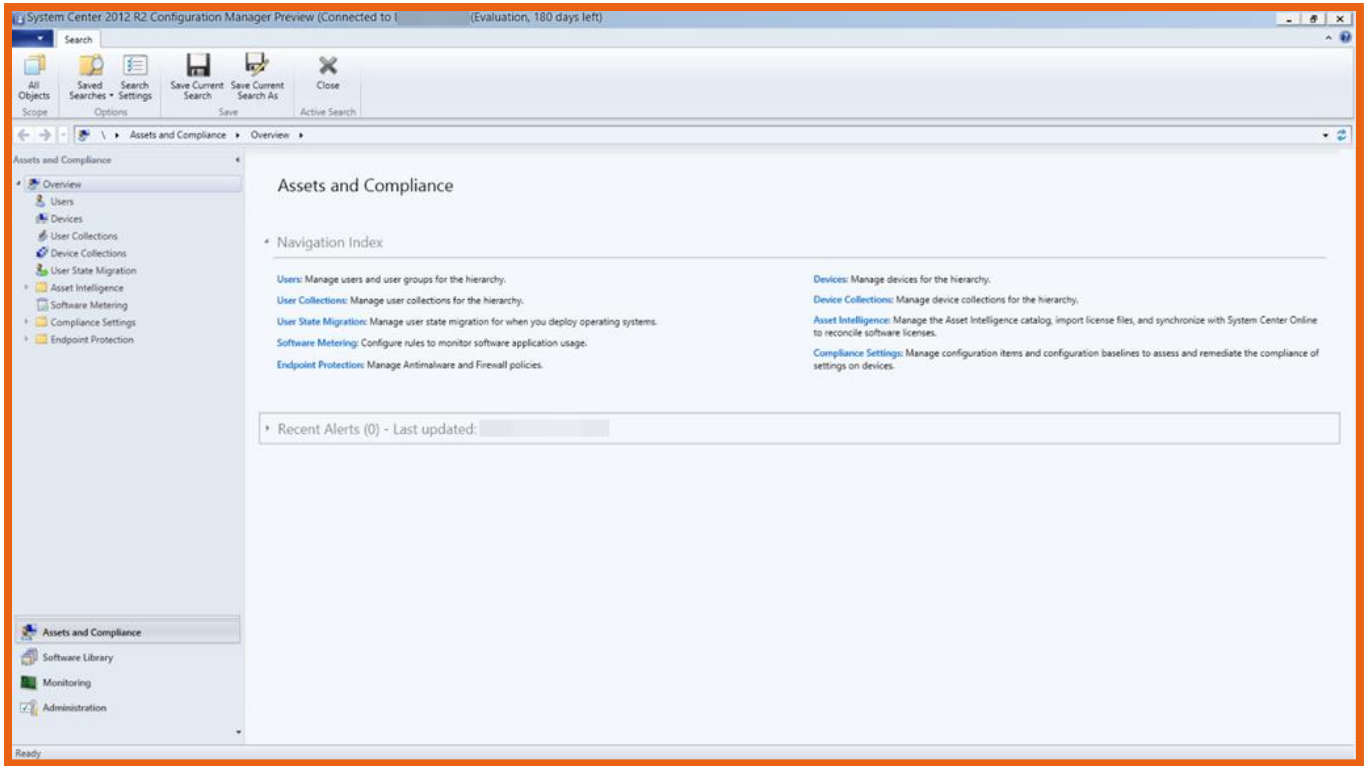 System Center 2012 R2 Configuration Manager Preview (Connected to (Evaluation, 180 days left)
Search
All Objects
Saved Searches
Search Settings
Save Current Search
Save Current Search As
Close
Scope
Options
Save
Active Search
\ Assets and Compliance Overview
Assets and Compliance
Overview
Users
Devices
User Collections
Device Collections
User State Migration
Asset Intelligence
Software Metering
Compliance Settings
Endpoint Protection
Assets and Compliance
Navigation Index
Users: Manage users and user groups for the hierarchy.
User Collections: Manage user collections for the hierarchy.
User State Migration: Manage user state migration for when you deploy operating systems.
Software Metering: Configure rules to monitor software application usage.
Endpoint Protection: Manage Antimalware and Firewall policies.
Devices: Manage devices for the hierarchy.
Device Collections: Manage device collections for the hierarchy.
Asset Intelligence: Manage the Asset Intelligence catalog, import license files, and synchronize with System Center Online
to reconcile software licenses.
Compliance Settings: Manage configuration items and configuration baselines to assess and remediate the compliance of
settings on devices.
Recent Alerts (0) - Last updated:
Assets and Compliance
Software Library
Monitoring
Administration
Ready